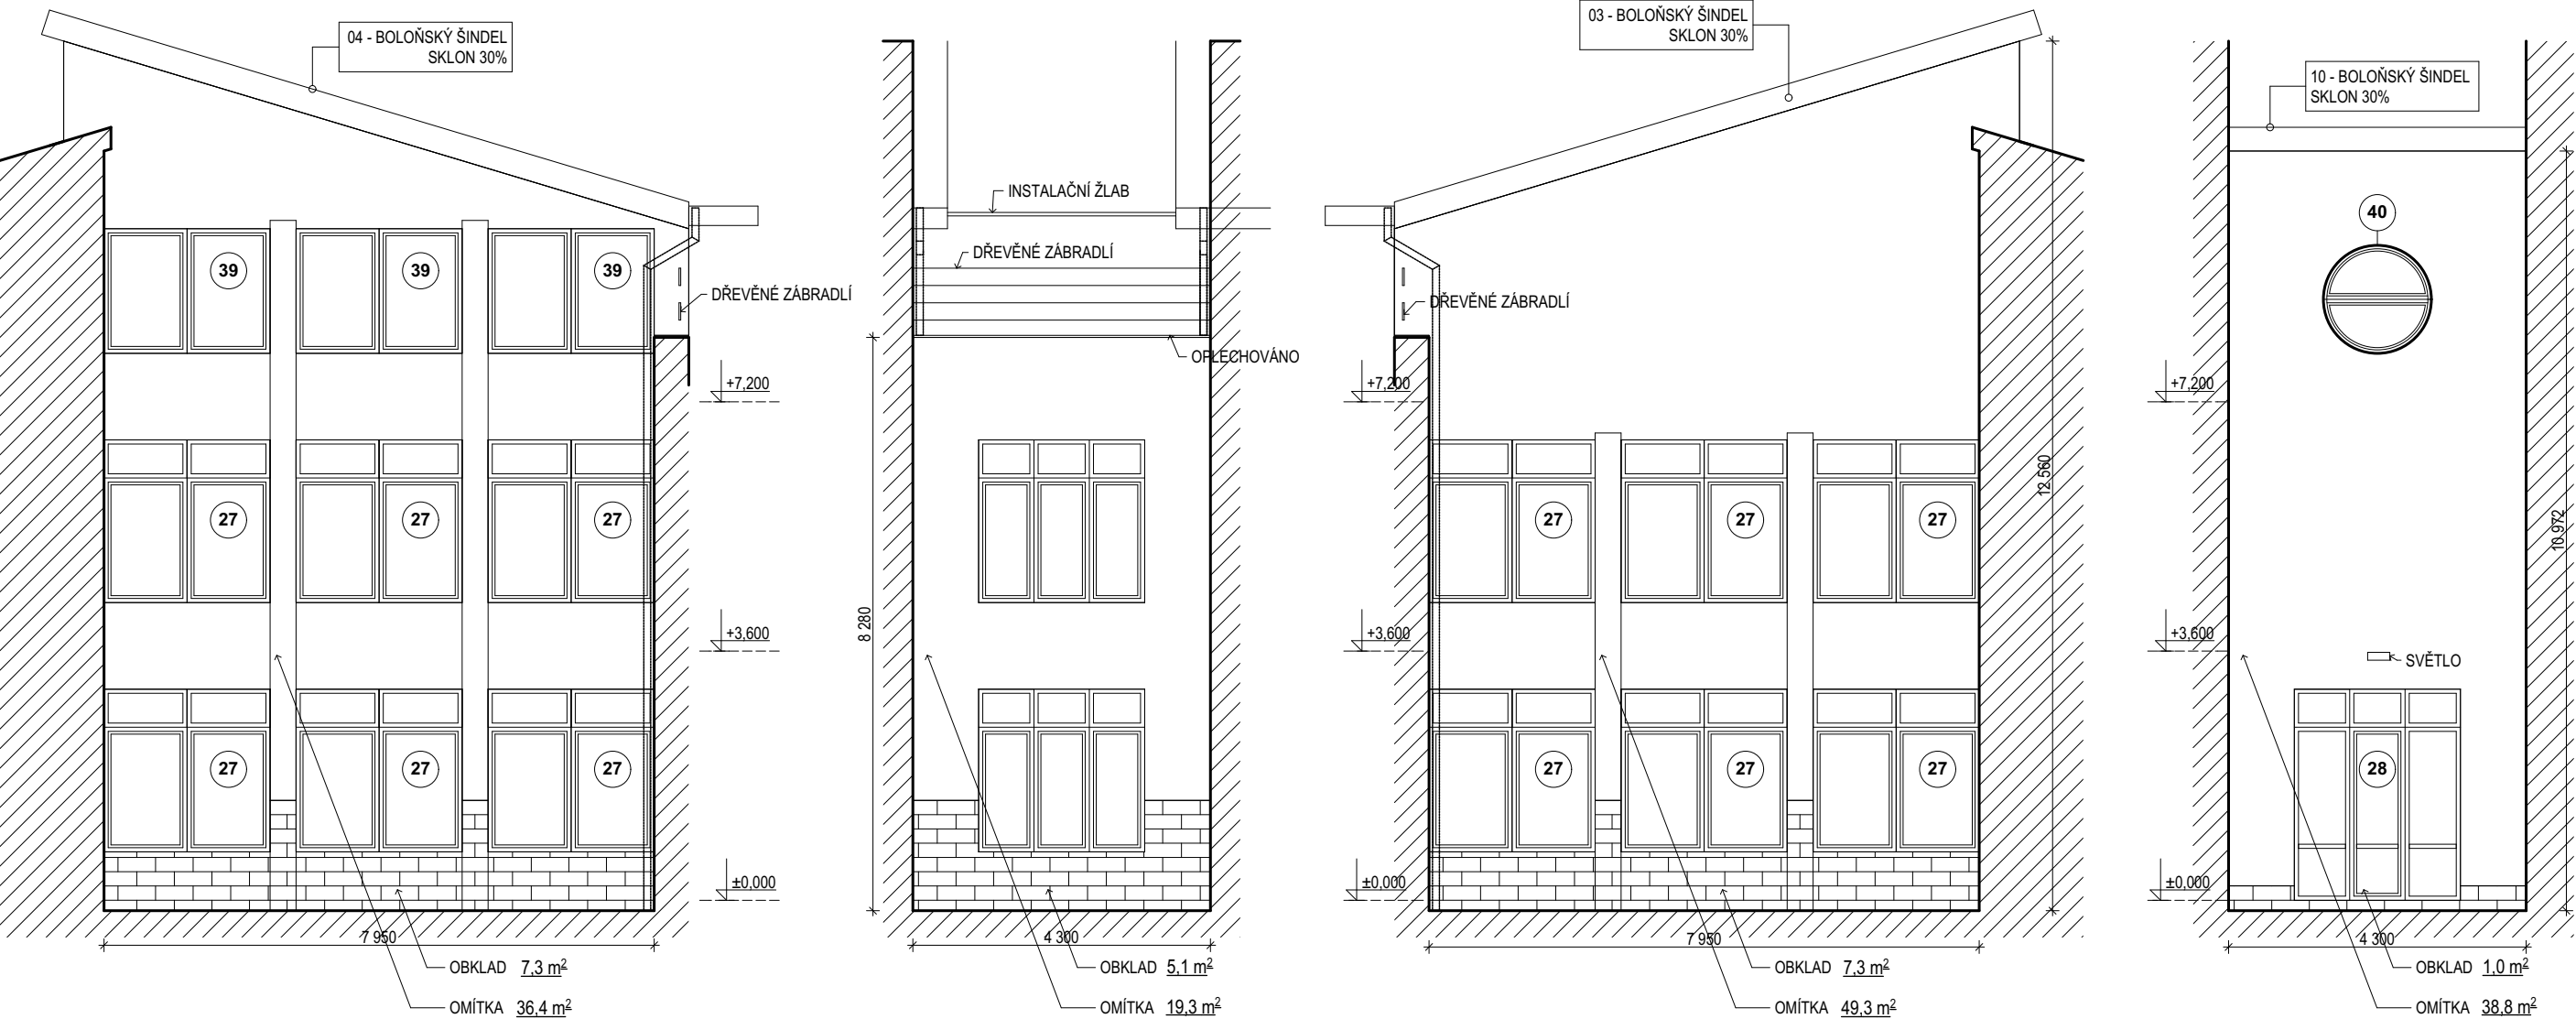 04 - BOLOŇSKÝ ŠINDEL
SKLON 30%
39
39
39
DŘEVĚNÉ ZÁBRADLÍ
+7,200
27
27
27
+3,600
27
27
27
±0,000
7 950
OBKLAD 7,3 m²
OMÍTKA 36,4 m²
INSTALAČNÍ ŽLAB
DŘEVĚNÉ ZÁBRADLÍ
OPLECHOVÁNO
8 280
4 300
OBKLAD 5,1 m²
OMÍTKA 19,3 m²
03 - BOLOŇSKÝ ŠINDEL
SKLON 30%
DŘEVĚNÉ ZÁBRADLÍ
+7,200
12 560
27
27
27
+3,600
27
27
27
±0,000
7 950
OBKLAD 7,3 m²
OMÍTKA 49,3 m²
10 - BOLOŇSKÝ ŠINDEL
SKLON 30%
40
+7,200
10 972
+3,600
SVĚTLO
28
±0,000
4 300
OBKLAD 1,0 m²
OMÍTKA 38,8 m²